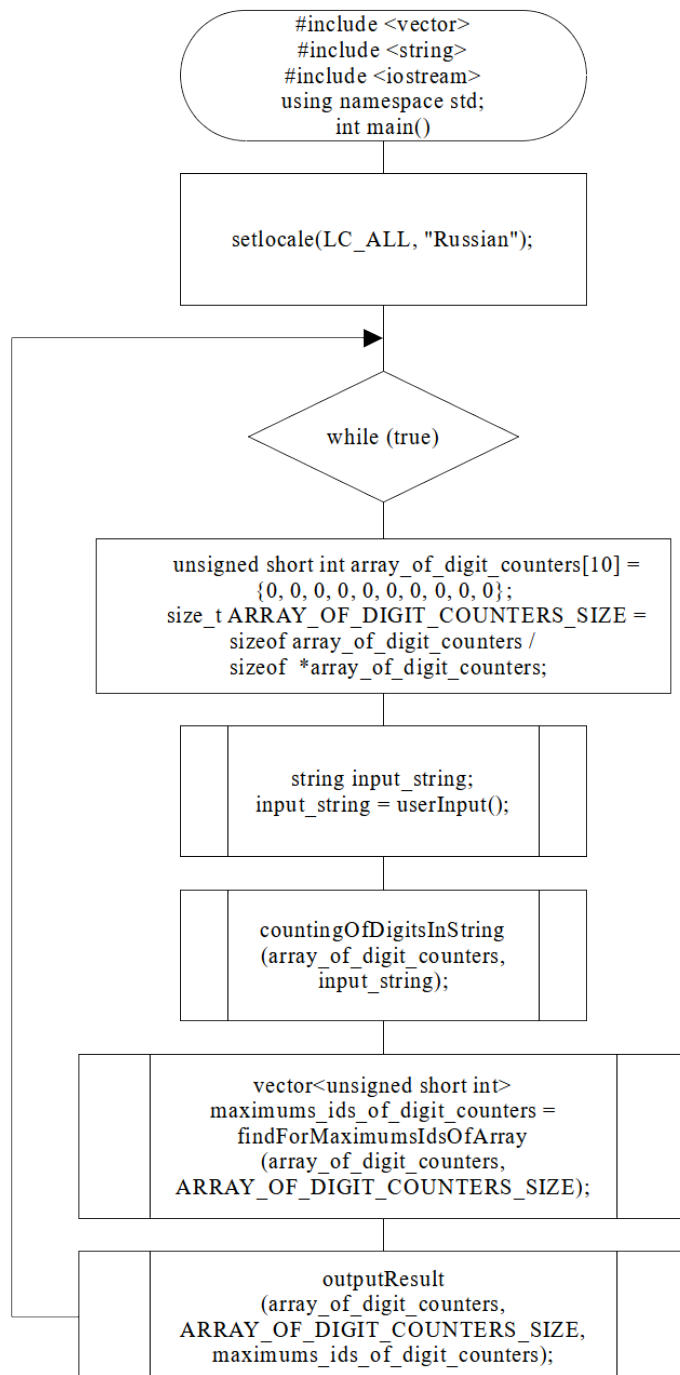 #include <vector>
#include <string>
#include <iostream>
using namespace std;
int main()
setlocale(LC_ALL, "Russian");
while (true)
unsigned short int array_of_digit_counters[10] =
{0, 0, 0, 0, 0, 0, 0, 0, 0, 0};
size_t ARRAY_OF_DIGIT_COUNTERS_SIZE =
sizeof array_of_digit_counters /
sizeof  *array_of_digit_counters;
string input_string;
input_string = userInput();
countingOfDigitsInString
(array_of_digit_counters,
input_string);
vector<unsigned short int>
maximums_ids_of_digit_counters =
findForMaximumsIdsOfArray
(array_of_digit_counters,
ARRAY_OF_DIGIT_COUNTERS_SIZE);
outputResult
(array_of_digit_counters,
ARRAY_OF_DIGIT_COUNTERS_SIZE,
maximums_ids_of_digit_counters);